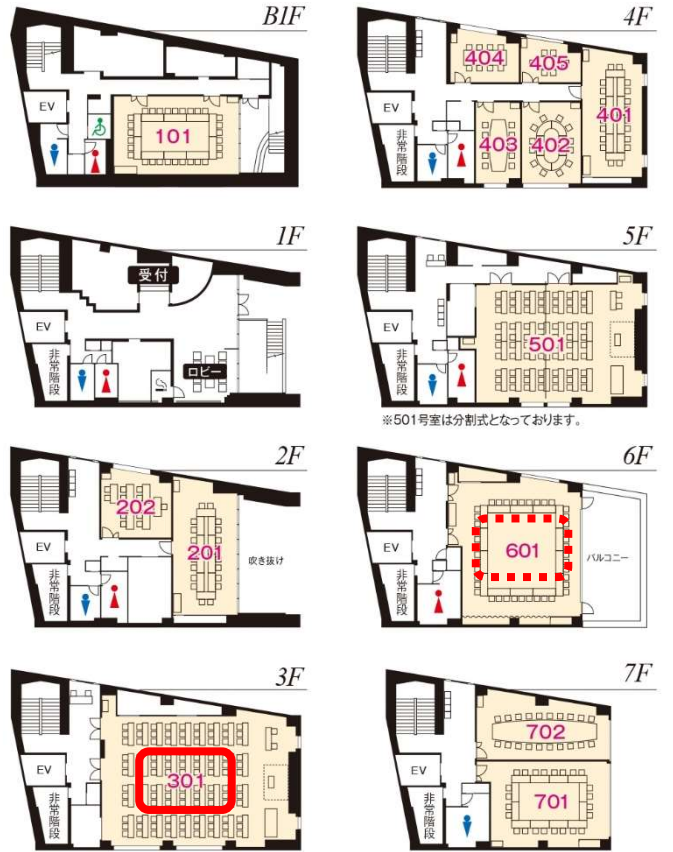 B1F
EV
101
1F
受付
EV
非常階段
ロビー
2F
202
201
EV
吹き抜け
非常階段
3F
EV
301
非常階段
4F
404
405
401
EV
403
402
非常階段
5F
EV
501
非常階段
※501号室は分割式となっております。
6F
601
EV
バルコニー
非常階段
7F
702
EV
701
非常階段